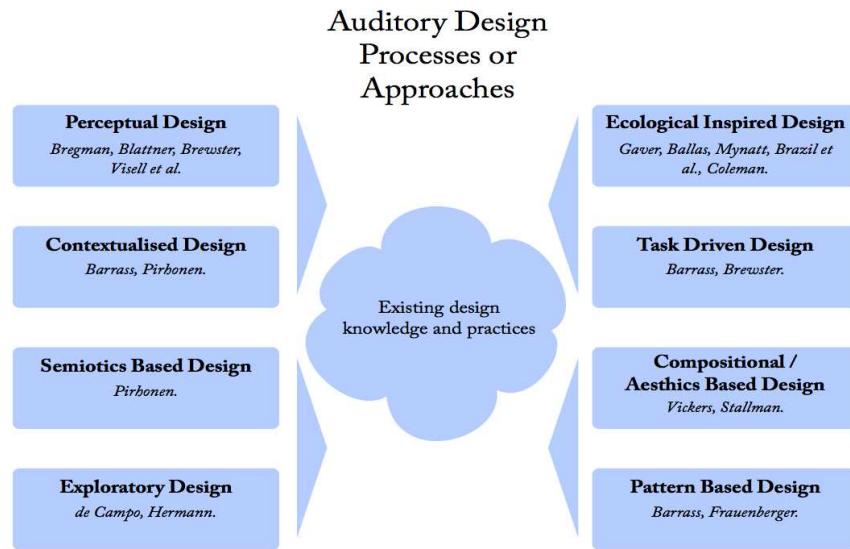 Auditory Design
Processes or
Approaches
Perceptual Design
Bregman, Blattner, Brewster,
Visell et al.
Contextualised Design
Barrass, Pirhonen.
Semiotics Based Design
Pirhonen.
Exploratory Design
de Campo, Hermann.
Existing design
knowledge and practices
Ecological Inspired Design
Gaver, Ballas, Mynatt, Brazil et
al., Coleman.
Task Driven Design
Barrass, Brewster.
Compositional /
Aesthics Based Design
Vickers, Stallman.
Pattern Based Design
Barrass, Frauenberger.